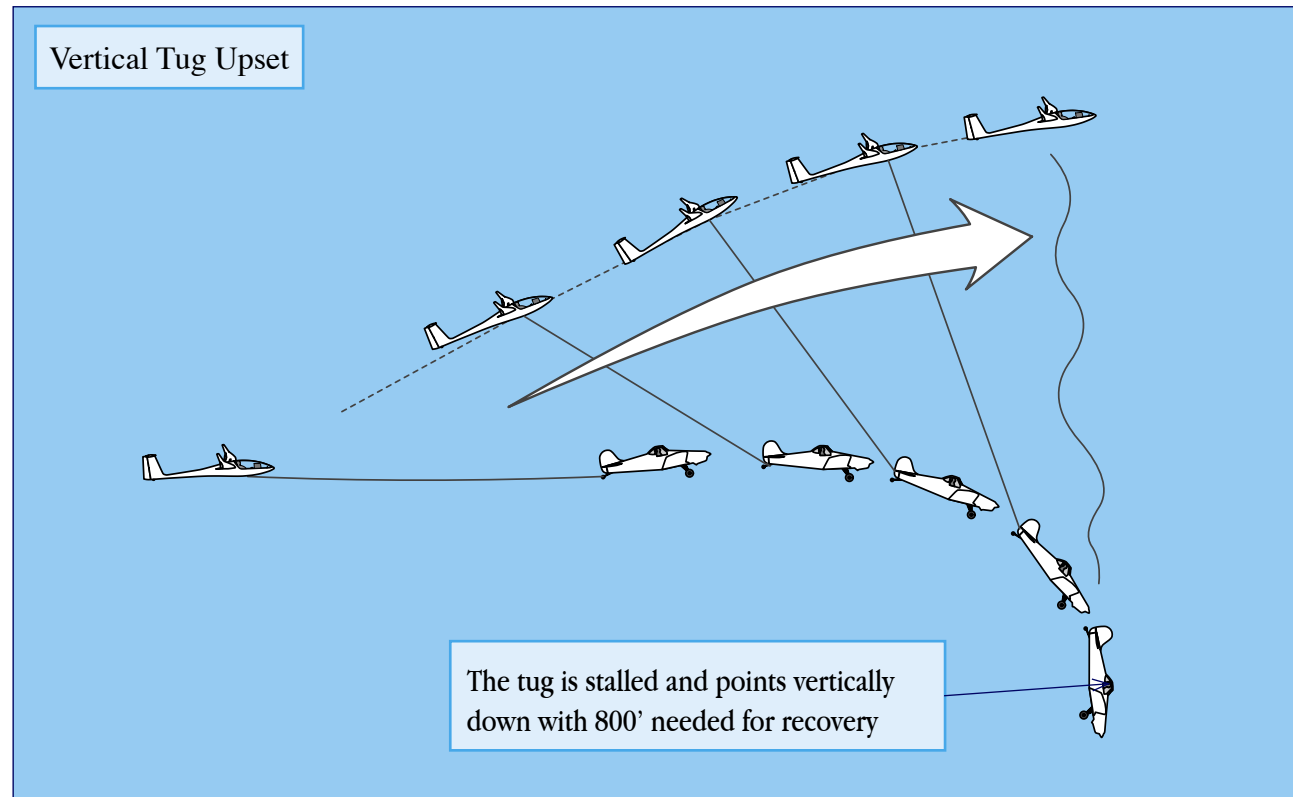 Vertical Tug Upset
The tug is stalled and points vertically
down with 800’ needed for recovery